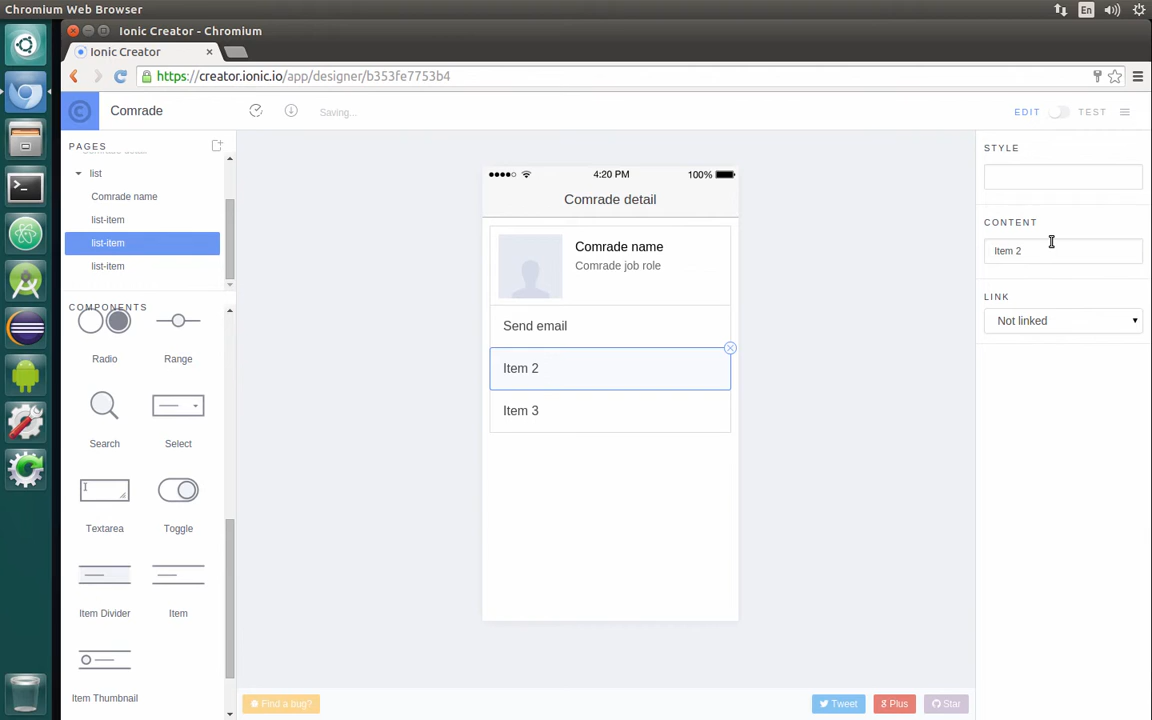 Chromium Web Browser
En
Ionic Creator - Chromium
Ionic Creator
https://creator.ionic.io/app/designer/b353fe7753b4
Comrade
Saving...
EDIT
TEST
PAGES
list
Comrade name
list-item
list-item
list-item
COMPONENTS
Radio
Range
Search
Select
Textarea
Toggle
Item Divider
Item
Item Thumbnail
4:20 PM
100%
Comrade detail
Comrade name
Comrade job role
Send email
Item 2
Item 3
STYLE
CONTENT
Item 2
LINK
Not linked
Find a bug?
Tweet
Plus
Star